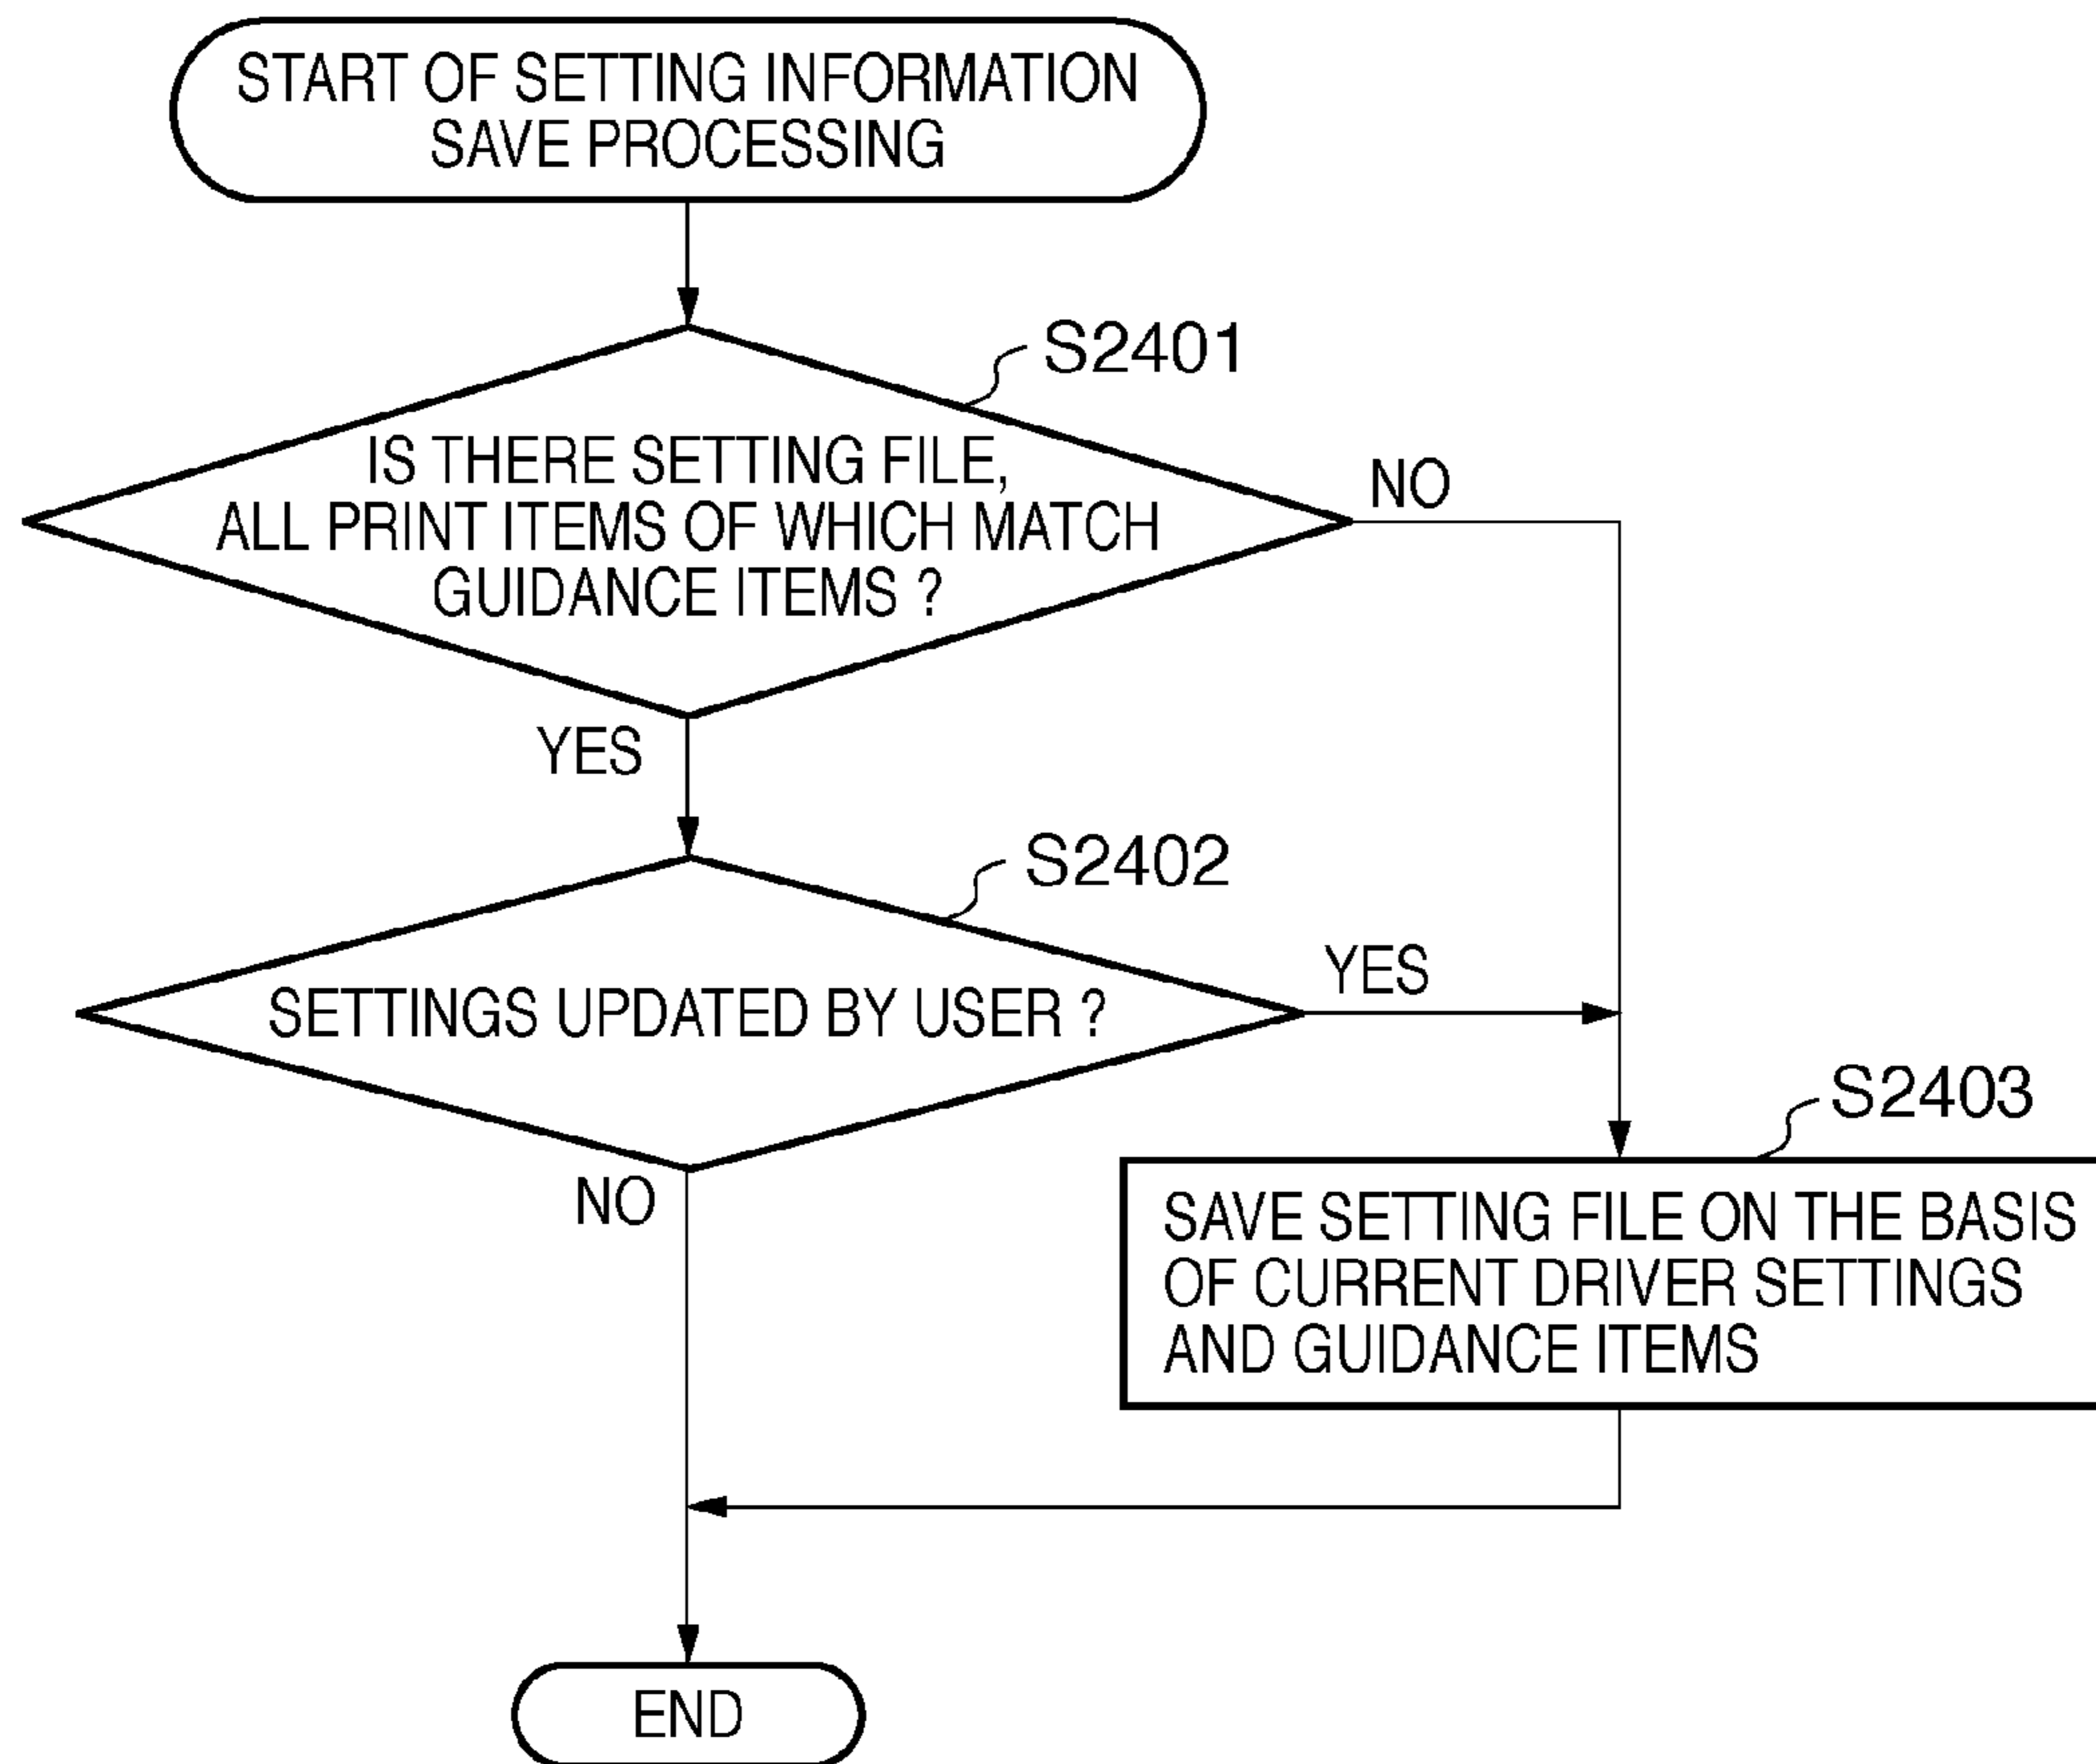 START OF SETTING INFORMATION
SAVE PROCESSING
S2401
IS THERE SETTING FILE,
ALL PRINT ITEMS OF WHICH MATCH
GUIDANCE ITEMS ?
NO
YES
S2402
SETTINGS UPDATED BY USER ?
YES
NO
S2403
SAVE SETTING FILE ON THE BASIS
OF CURRENT DRIVER SETTINGS
AND GUIDANCE ITEMS
END